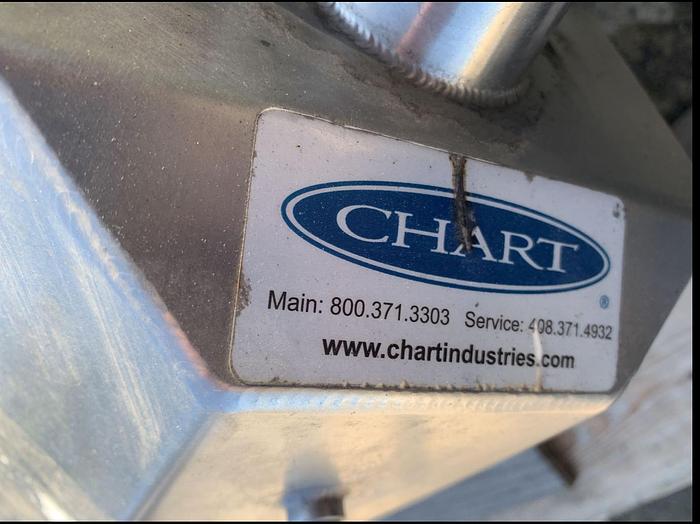 CHART
®
Main: 800.371.3303 Service: 408.371.4932
www.chartindustries.com